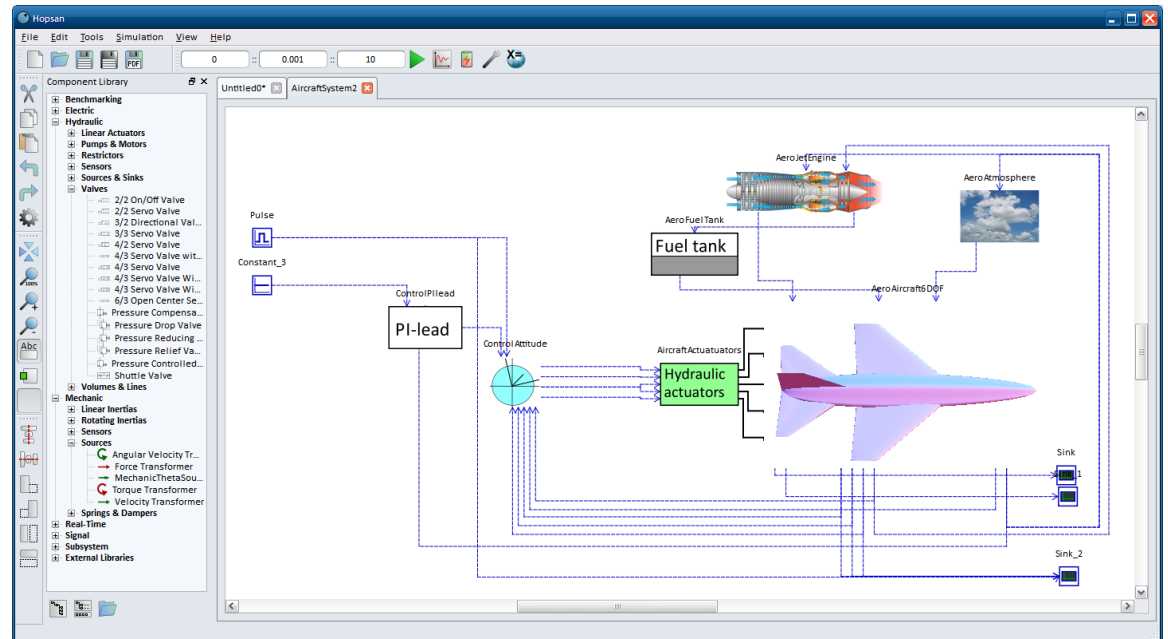 Hopsan
File Edit Tools Simulation View Help
PDF
0 :: 0.001 :: 10
X=
Component Library
Untitled0* AircraftSystem2
Benchmarking
Electric
Hydraulic
Linear Actuators
Pumps & Motors
Restrictors
Sensors
Sources & Sinks
Valves
2/2 On/Off Valve
2/2 Servo Valve
3/2 Directional Val...
3/3 Servo Valve
4/2 Servo Valve
4/3 Servo Valve wit...
4/3 Servo Valve
4/3 Servo Valve Wi...
4/3 Servo Valve Wi...
6/3 Open Center Se...
Pressure Compensa...
Pressure Drop Valve
Pressure Reducing ...
Pressure Relief Va...
Pressure Controlled...
Shuttle Valve
Volumes & Lines
Mechanic
Linear Inertias
Rotating Inertias
Sensors
Sources
Angular Velocity Tr...
Force Transformer
MechanicThetaSou...
Torque Transformer
Velocity Transformer
Springs & Dampers
Real-Time
Signal
Subsystem
External Libraries
100%
Abc
AeroJetEngine
AeroAtmosphere
Pulse
AeroFuelTank
Fuel tank
Constant_3
AeroAircraft6DOF
ControlPIlead
PI-lead
ControlAttitude
AircraftActuatuators
Hydraulic
actuators
Sink
Sink_2